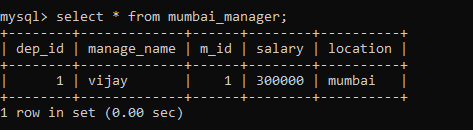 mysql> select * from mumbai_manager;
+--------+-------------+------+--------+----------+
| dep_id | manage_name | m_id | salary | location |
+--------+-------------+------+--------+----------+
|      1 | vijay       |    1 | 300000 | mumbai   |
+--------+-------------+------+--------+----------+
1 row in set (0.00 sec)